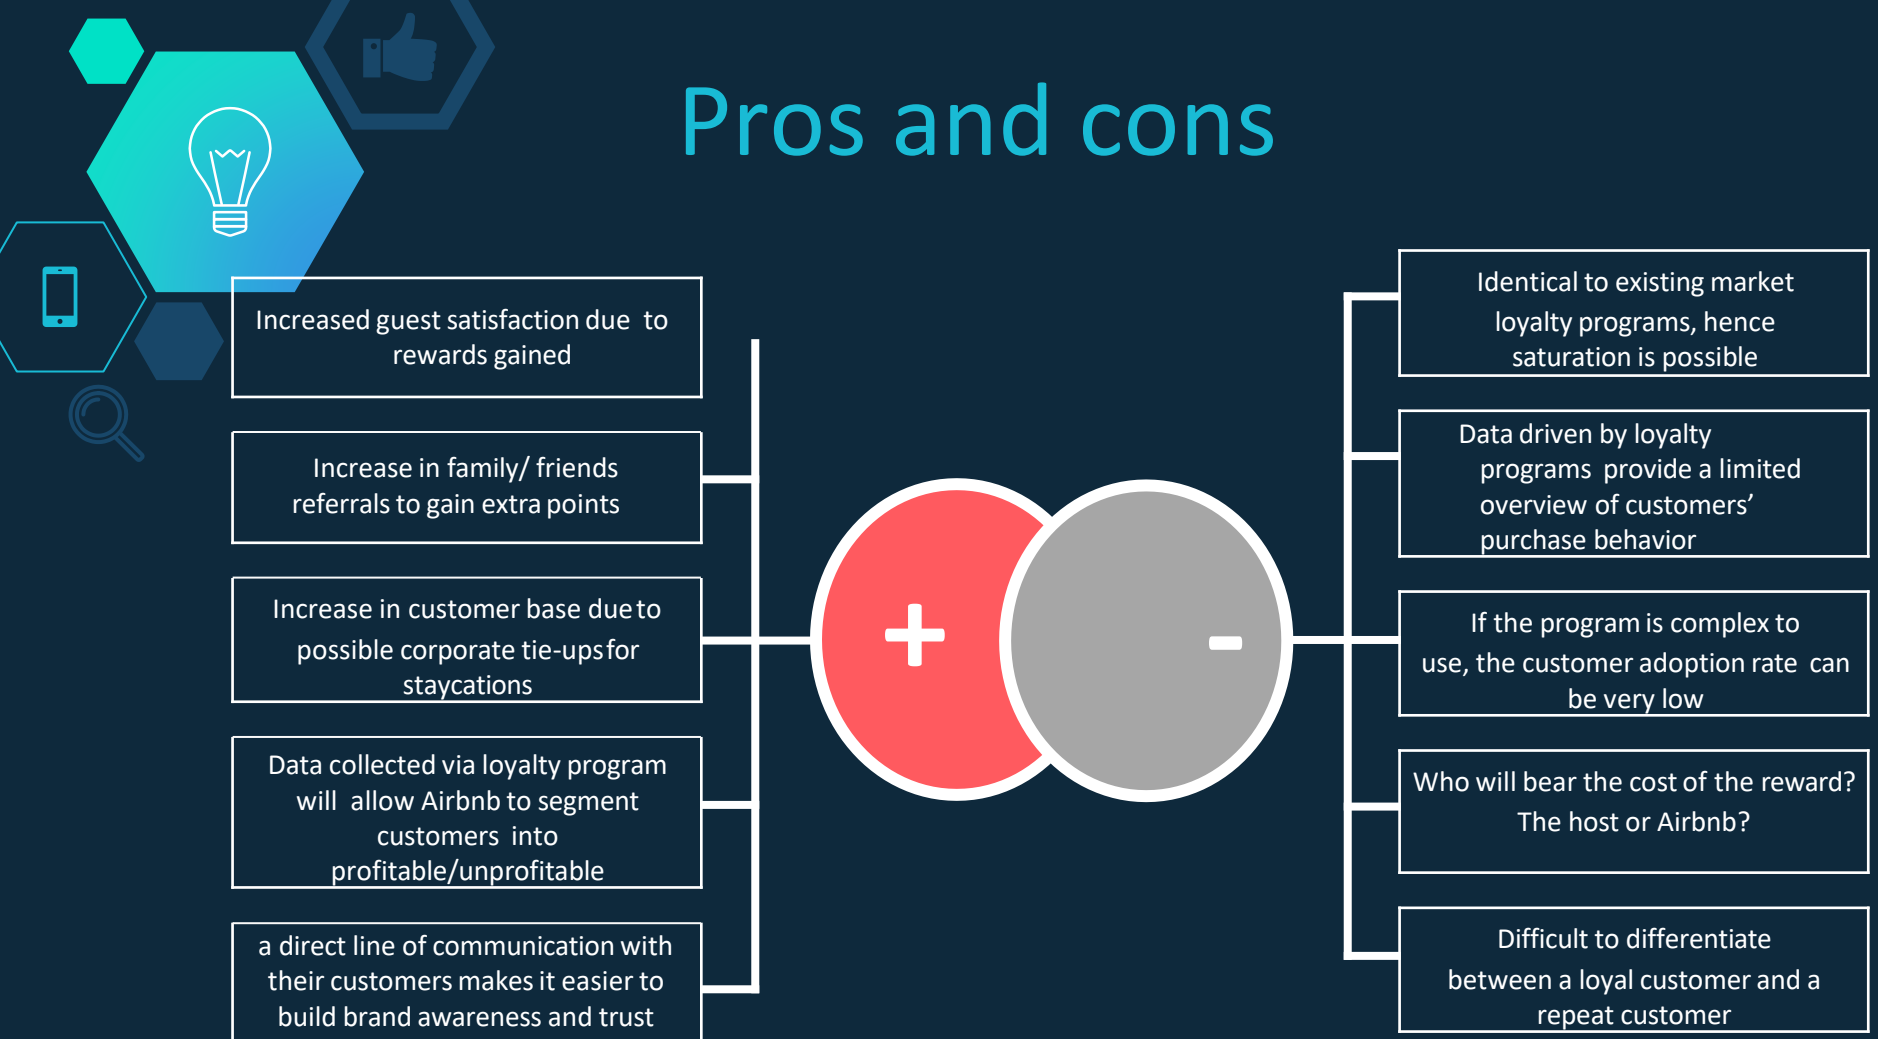 Pros and cons
Increased guest satisfaction due to
rewards gained
Increase in family/ friends
referrals to gain extra points
Increase in customer base due to
possible corporate tie-ups for
staycations
Data collected via loyalty program
will allow Airbnb to segment
customers into
profitable/unprofitable
a direct line of communication with
their customers makes it easier to
build brand awareness and trust
+
-
Identical to existing market
loyalty programs, hence
saturation is possible
Data driven by loyalty
programs provide a limited
overview of customers’
purchase behavior
If the program is complex to
use, the customer adoption rate can
be very low
Who will bear the cost of the reward?
The host or Airbnb?
Difficult to differentiate
between a loyal customer and a
repeat customer